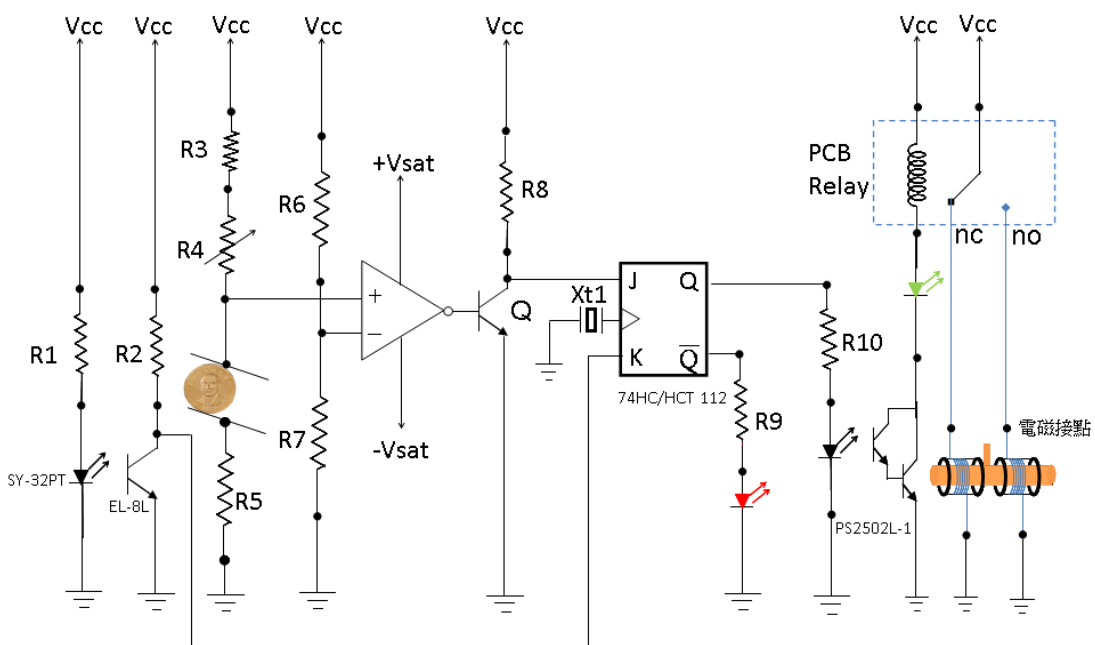 Vcc
Vcc
Vcc
Vcc
Vcc
Vcc
Vcc
R3
R4
R1
R2
R5
R6
R7
+Vsat
-Vsat
+
−
R8
Q
Xt1
J
Q
K
Q̅
74HC/HCT 112
R9
R10
PCB
Relay
nc
no
電磁接點
SY-32PT
EL-8L
PS2502L-1